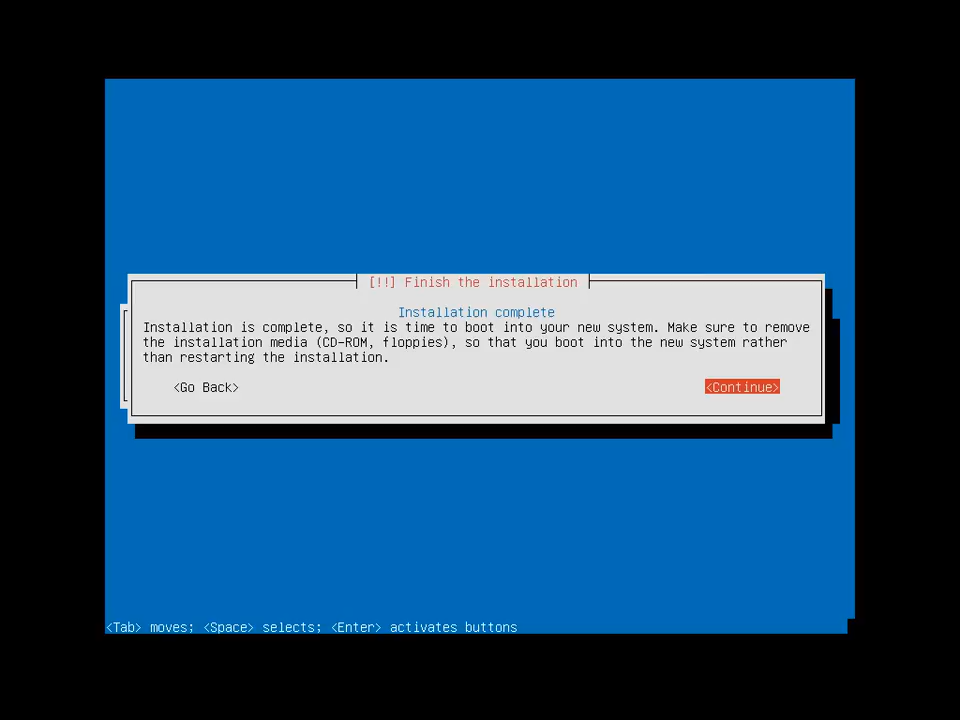 [!!] Finish the installation
Installation complete
Installation is complete, so it is time to boot into your new system. Make sure to remove
the installation media (CD-ROM, floppies), so that you boot into the new system rather
than restarting the installation.
<Go Back> <Continue>
<Tab> moves; <Space> selects; <Enter> activates buttons